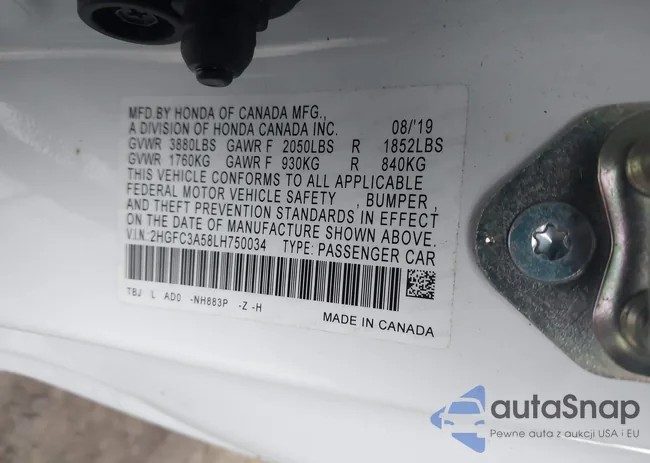 MFD.BY HONDA OF CANADA MFG.,
A DIVISION OF HONDA CANADA INC. 08/'19
GVWR 3880LBS GAWR F 2050LBS R 1852LBS
GVWR 1760KG GAWR F 930KG R 840KG
THIS VEHICLE CONFORMS TO ALL APPLICABLE
FEDERAL MOTOR VEHICLE SAFETY , BUMPER ,
AND THEFT PREVENTION STANDARDS IN EFFECT
ON THE DATE OF MANUFACTURE SHOWN ABOVE.
V.I.N: 2HGFC3A58LH750034 TYPE: PASSENGER CAR
TBJ L AD0 -NH883P -Z -H
MADE IN CANADA
autaSnap
Pewne auta z aukcji USA i EU